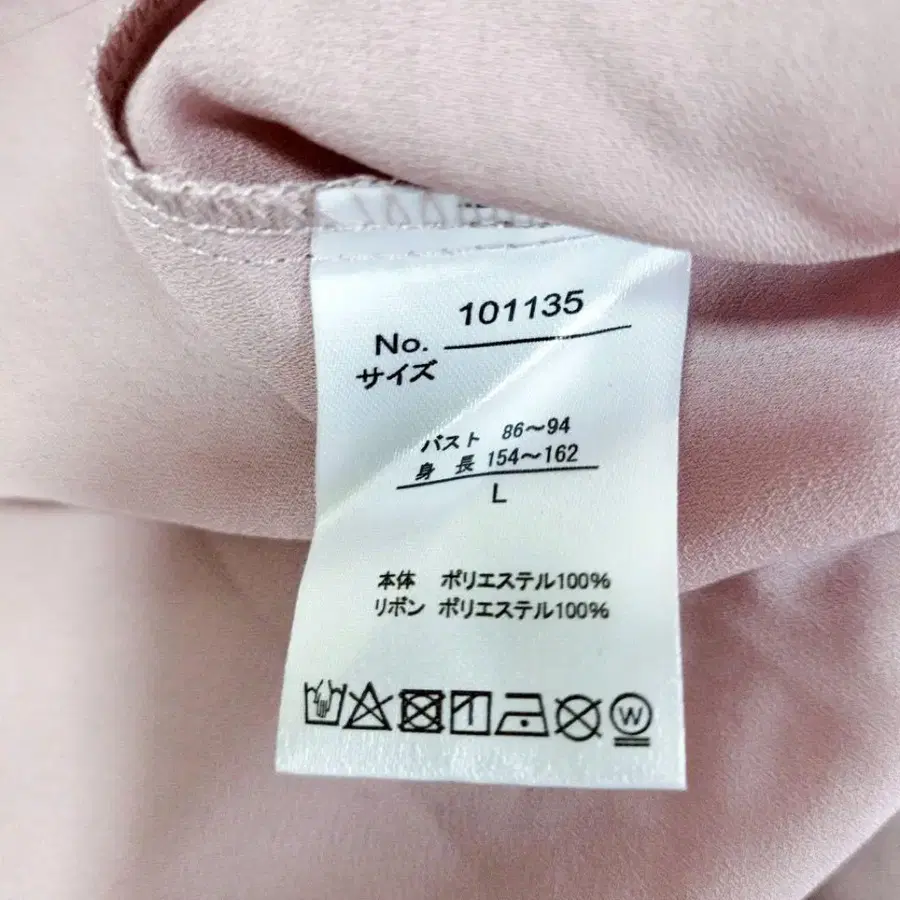 No. 101135
サイズ
バスト 86〜94
身長 154〜162
L
本体 ポリエステル100%
リボン ポリエステル100%
W